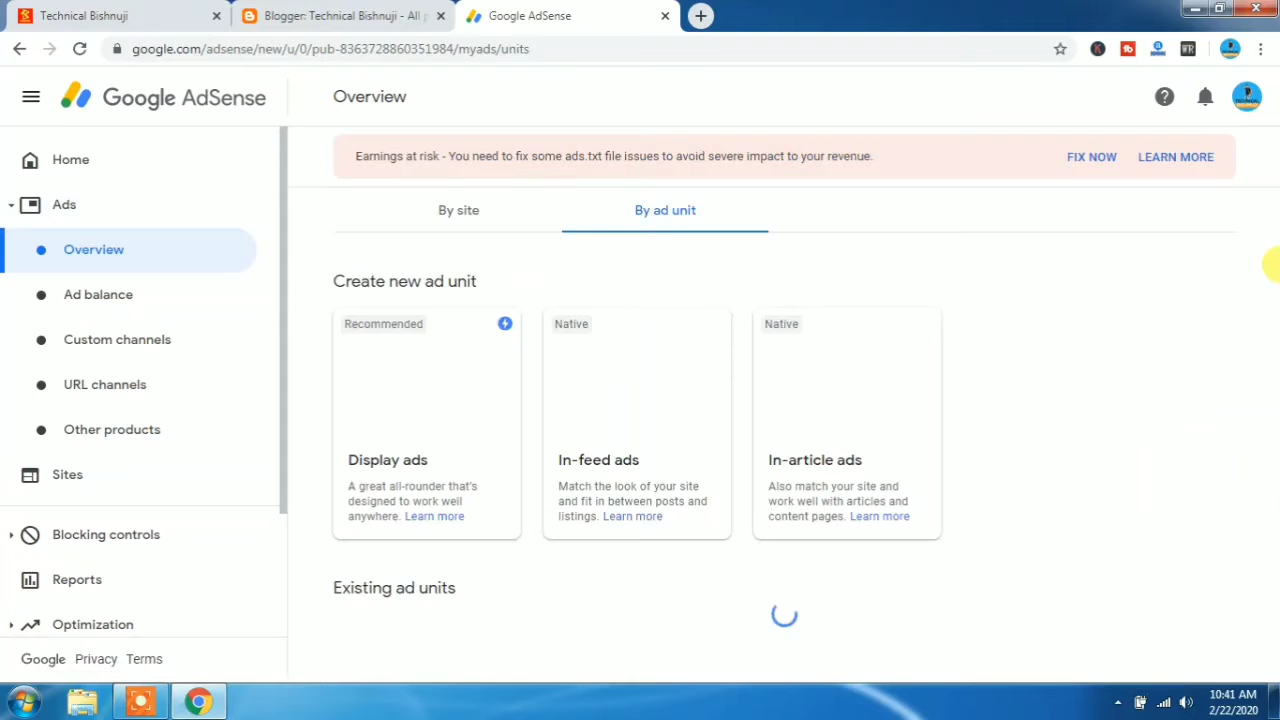 Technical Bishnuji
Blogger: Technical Bishnuji - All p
Google AdSense
google.com/adsense/new/u/0/pub-8363728860351984/myads/units
Google AdSense
Overview
Earnings at risk - You need to fix some ads.txt file issues to avoid severe impact to your revenue.
FIX NOW
LEARN MORE
Home
Ads
Overview
Ad balance
Custom channels
URL channels
Other products
Sites
Blocking controls
Reports
Optimization
Google Privacy Terms
By site
By ad unit
Create new ad unit
Recommended
Display ads
A great all-rounder that's
designed to work well
anywhere. Learn more
Native
In-feed ads
Match the look of your site
and fit in between posts and
listings. Learn more
Native
In-article ads
Also match your site and
work well with articles and
content pages. Learn more
Existing ad units
10:41 AM
2/22/2020